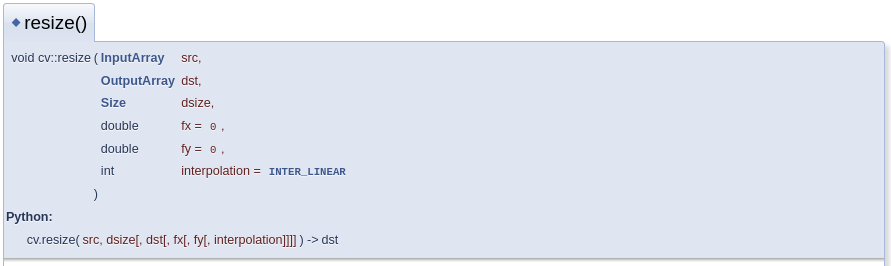 resize()
void cv::resize ( InputArray src,
OutputArray dst,
Size dsize,
double fx = 0 ,
double fy = 0 ,
int interpolation = INTER_LINEAR
)
Python:
cv.resize( src, dsize[, dst[, fx[, fy[, interpolation]]]] ) -> dst